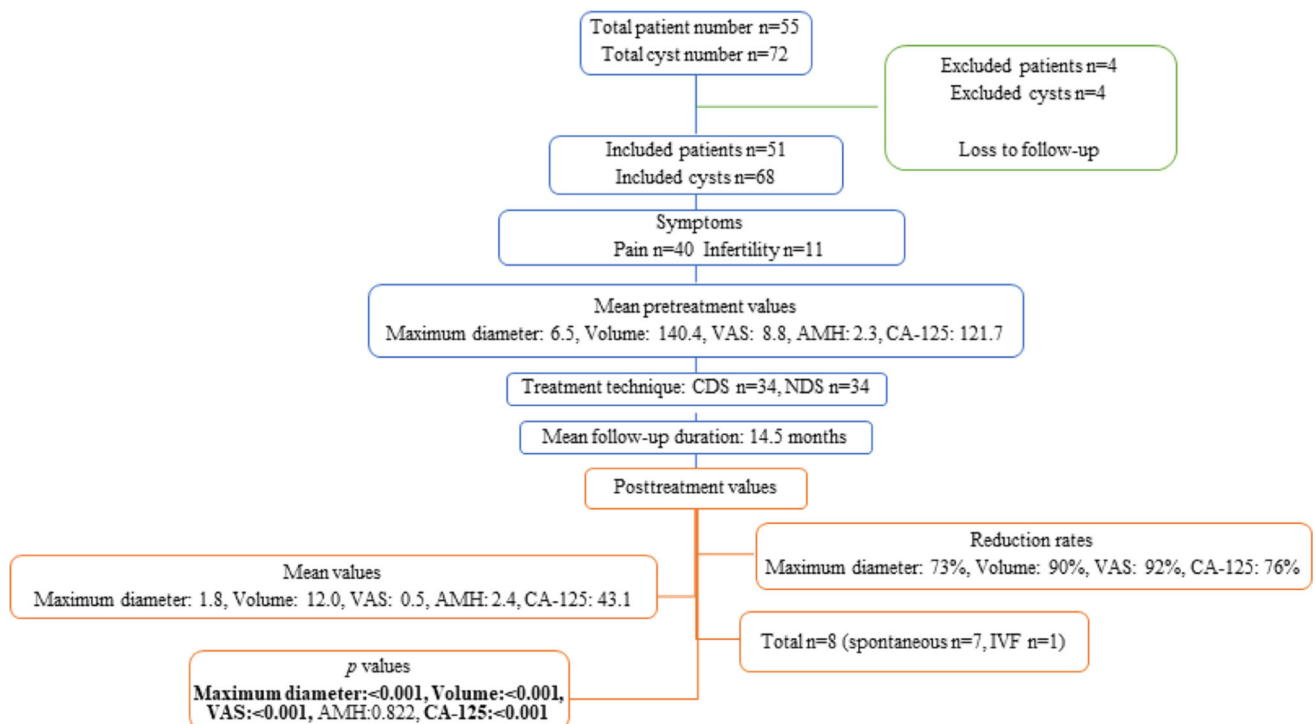 Total patient number n=55
Total cyst number n=72
Excluded patients n=4
Excluded cysts n=4
Loss to follow-up
Included patients n=51
Included cysts n=68
Symptoms
Pain n=40 Infertility n=11
Mean pretreatment values
Maximum diameter: 6.5, Volume: 140.4, VAS: 8.8, AMH: 2.3, CA-125: 121.7
Treatment technique: CDS n=34, NDS n=34
Mean follow-up duration: 14.5 months
Posttreatment values
Reduction rates
Maximum diameter: 73%, Volume: 90%, VAS: 92%, CA-125: 76%
Mean values
Maximum diameter: 1.8, Volume: 12.0, VAS: 0.5, AMH: 2.4, CA-125: 43.1
Total n=8 (spontaneous n=7, IVF n=1)
p values
Maximum diameter:<0.001, Volume:<0.001,
VAS:<0.001, AMH:0.822, CA-125:<0.001